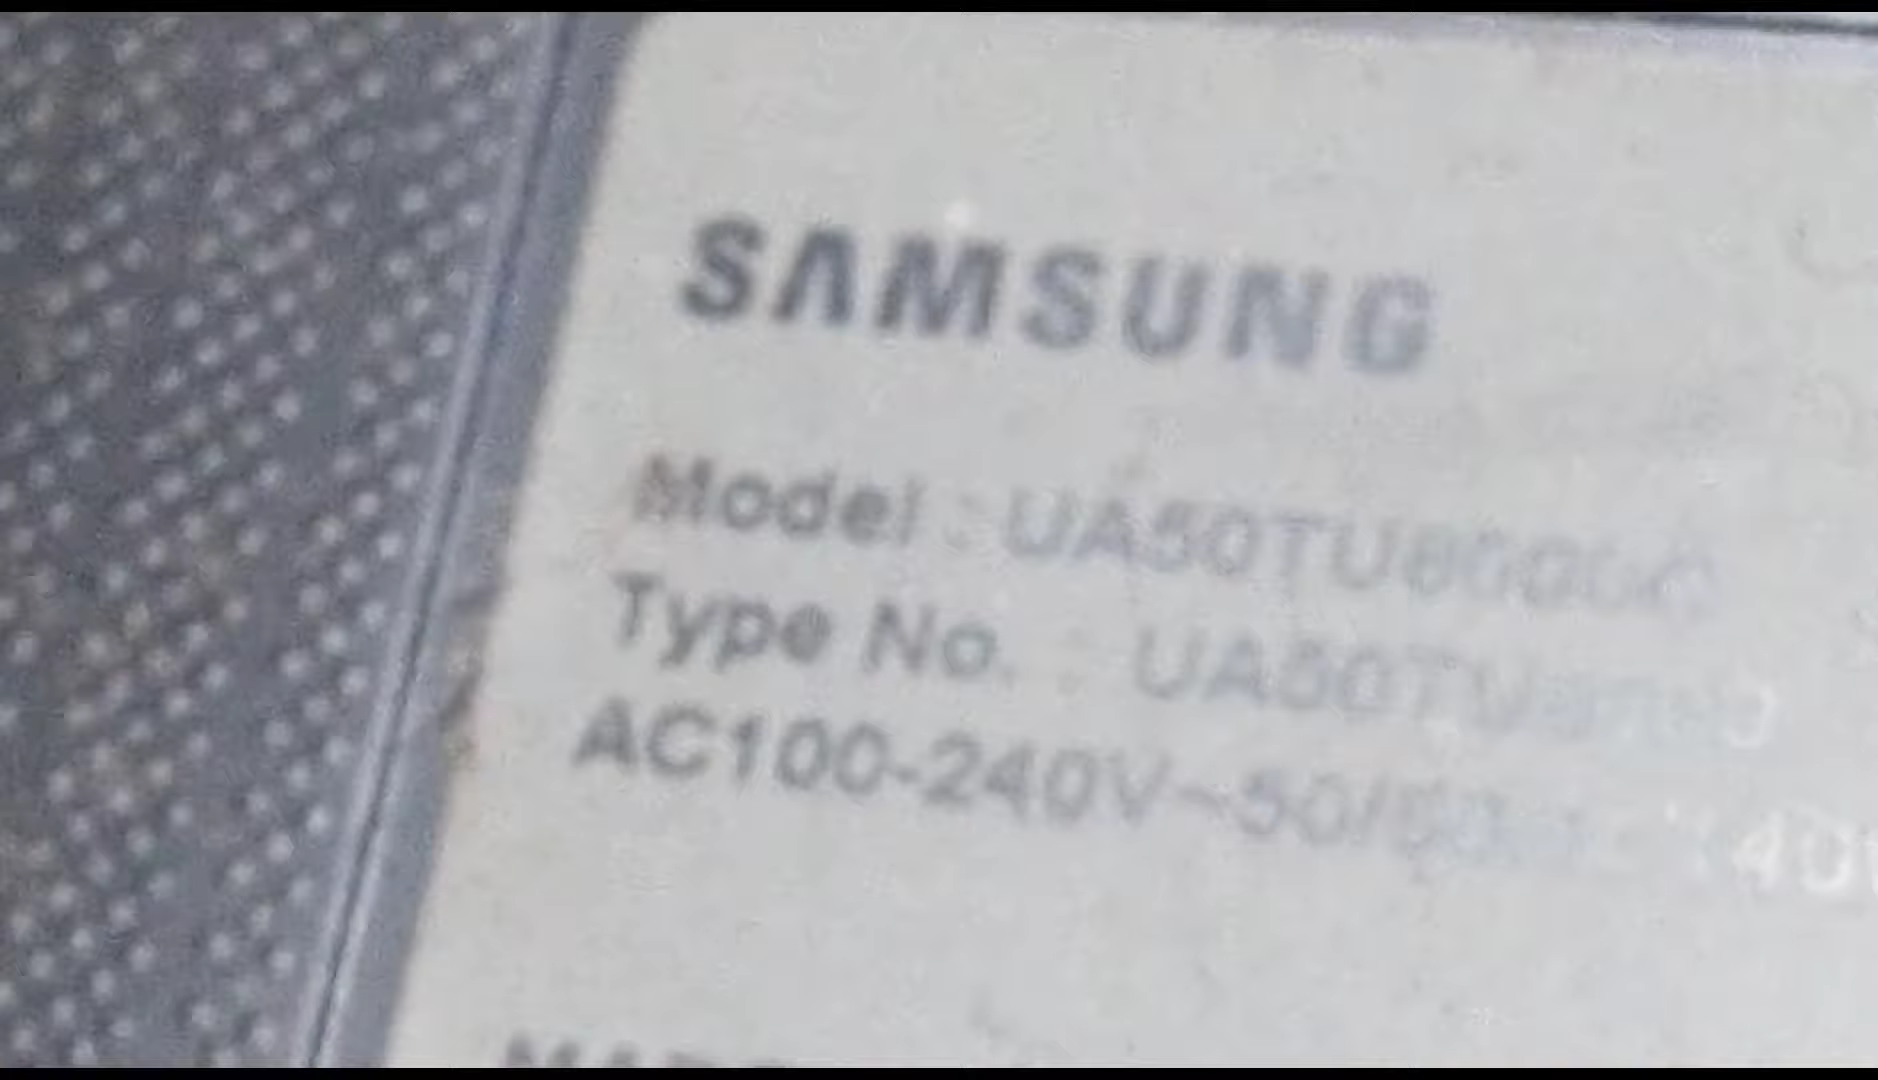 SAMSUNG
Model : UA50TU8000
Type No. : UA50TU
AC100-240V~50/60